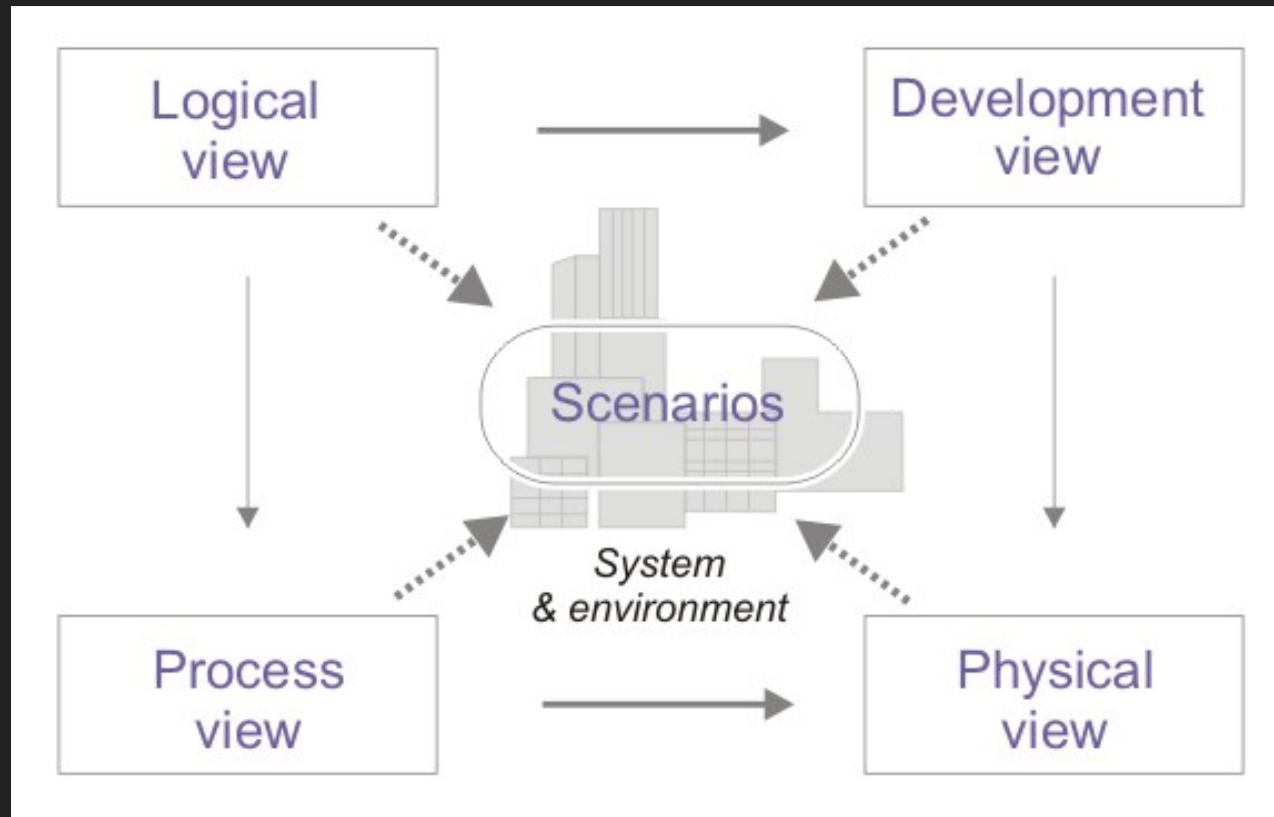 Logical
view
Development
view
Scenarios
System
& environment
Process
view
Physical
view